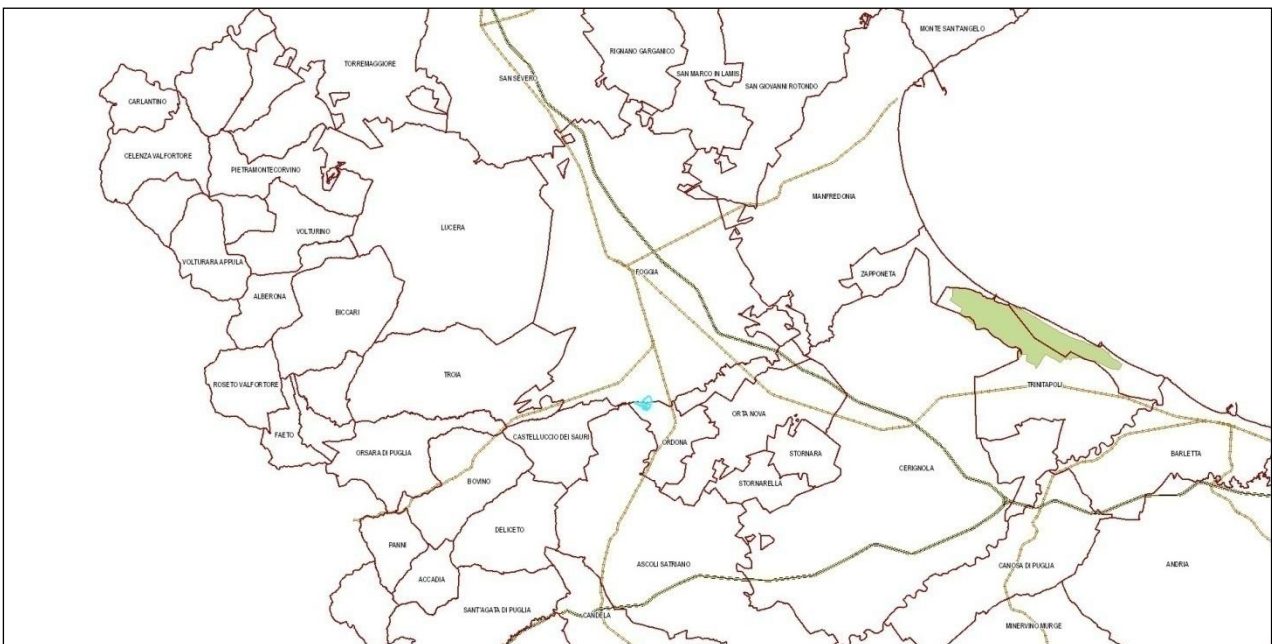 MONTE SANT'ANGELO
RIGNANO GARGANICO
TORREMAGGIORE
SAN SEVERO
SAN MARCO IN LAMIS
SAN GIOVANNI ROTONDO
CARLANTINO
CELENZA VALFORTORE
PIETRAMONTECORVINO
MANFREDONIA
LUCERA
VOLTURINO
VOLTURARA APPULA
FOGGIA
ZAPPONETA
ALBERONA
BICCARI
TROIA
ROSETO VALFORTORE
TRINITAPOLI
ORTA NOVA
FAETO
CASTELLUCCIO DEI SAURI
ORDONA
ORSARA DI PUGLIA
STORNARA
BARLETTA
CERIGNOLA
BOVINO
STORNARELLA
DELICETO
PANNI
ASCOLI SATRIANO
CANOSA DI PUGLIA
ANDRIA
ACCADIA
SANT'AGATA DI PUGLIA
CANDELA
MINERVINO MURGE